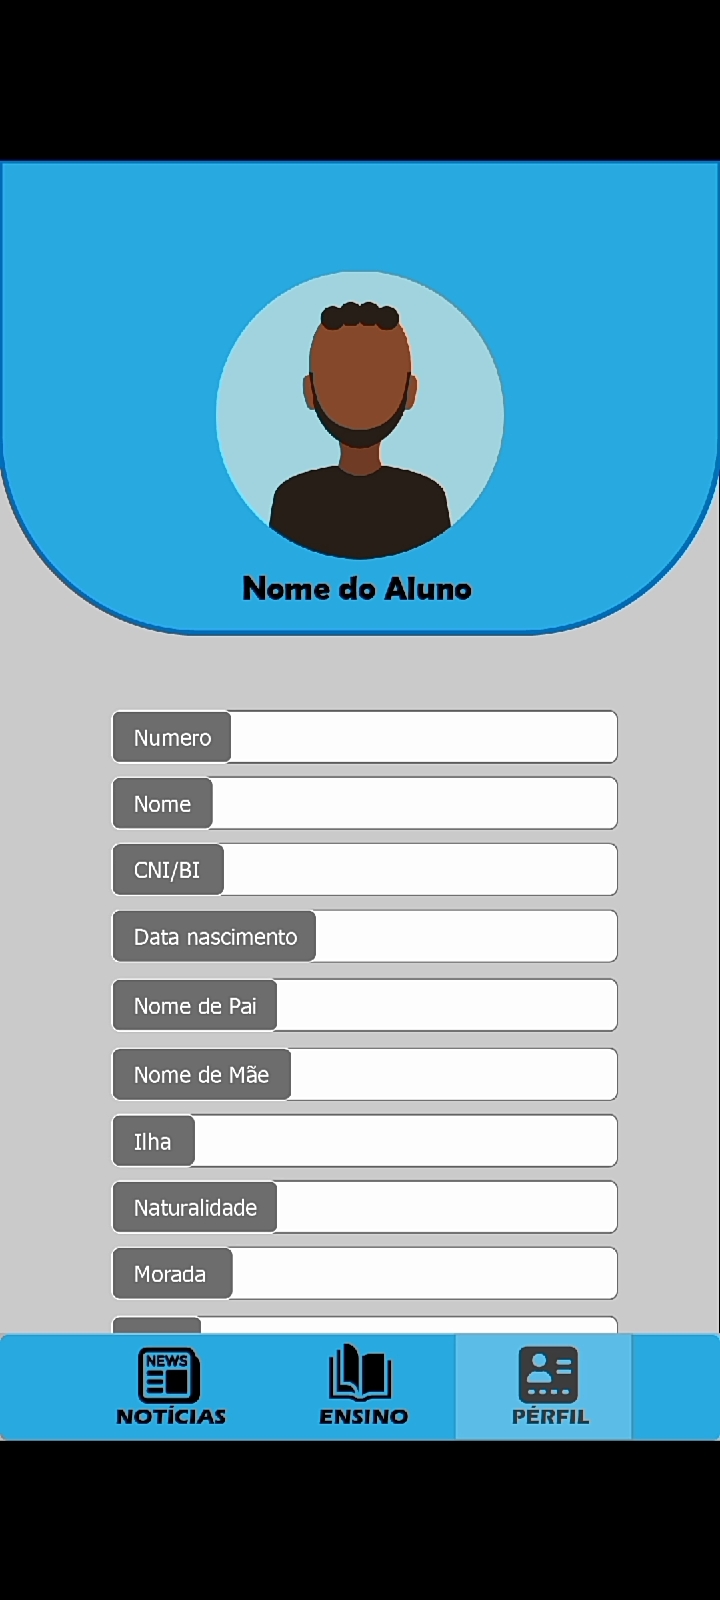 Nome do Aluno
Numero
Nome
CNI/BI
Data nascimento
Nome de Pai
Nome de Mãe
Ilha
Naturalidade
Morada
NEWS
NOTÍCIAS
ENSINO
PÉRFIL